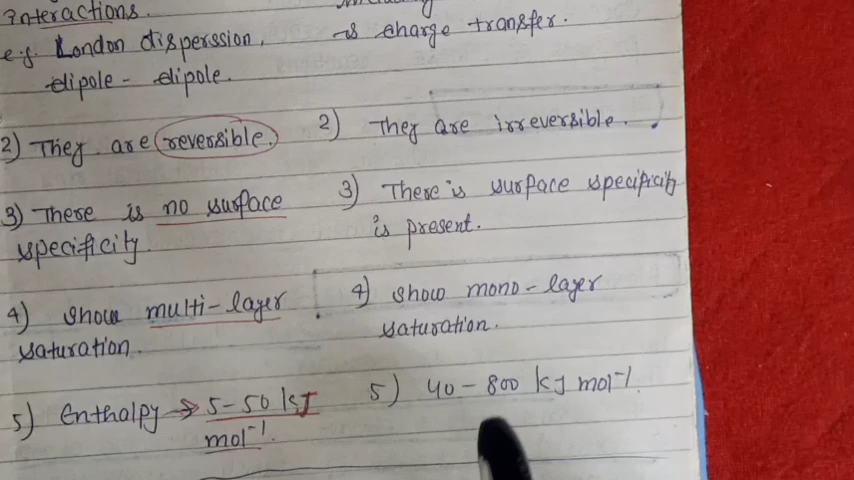 interactions.
e.g. London disperssion,
dipole - dipole.
is charge transfer.
2) They are reversible.
2) They are irreversible.
3) There is no surface
specificity.
3) There is surface specificity
is present.
4) show multi-layer
saturation.
4) show mono-layer
saturation.
5) Enthalpy → 5-50 kJ
mol⁻¹.
5) 40-800 kJ mol⁻¹.